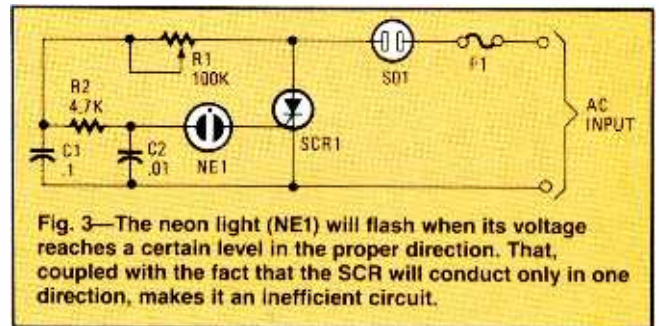 R1
100K
SO1
F1
R2
4.7K
AC
INPUT
SCR1
C1
.1
C2
.01
NE1
Fig. 3—The neon light (NE1) will flash when its voltage
reaches a certain level in the proper direction. That,
coupled with the fact that the SCR will conduct only in one
direction, makes it an inefficient circuit.